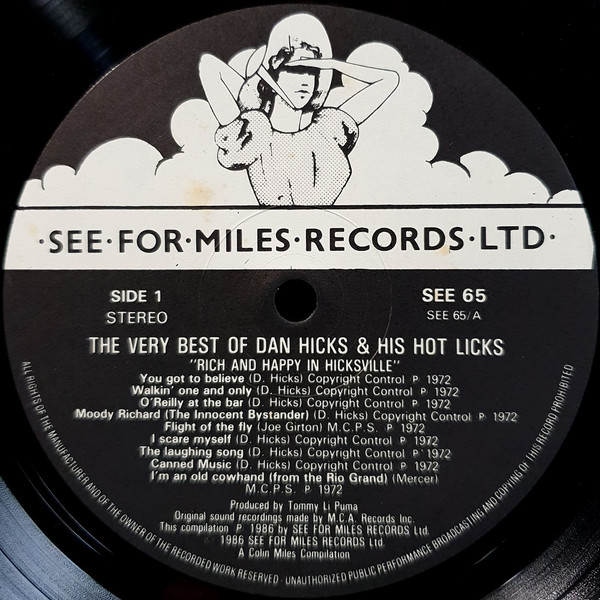 ·SEE·FOR·MILES·RECORDS·LTD·
SIDE 1
SEE 65
STEREO
SEE 65/A
THE VERY BEST OF DAN HICKS & HIS HOT LICKS
"RICH AND HAPPY IN HICKSVILLE"
You got to believe (D. Hicks) Copyright Control P 1972
Walkin' one and only (D. Hicks) Copyright Control P 1972
O'Reilly at the bar (D. Hicks) Copyright Control P 1972
Moody Richard (The Innocent Bystander) (D. Hicks) Copyright Control P 1972
Flight of the fly (Joe Girton) M.C.P.S. P 1972
I scare myself (D. Hicks) Copyright Control P 1972
The laughing song (D. Hicks) Copyright Control P 1972
Canned Music (D. Hicks) Copyright Control P 1972
I'm an old cowhand (from the Rio Grand) (Mercer)
M.C.P.S. P 1972
Produced by Tommy Li Puma
Original sound recordings made by M.C.A. Records Inc.
This compilation P 1986 by SEE FOR MILES RECORDS Ltd.
1986 SEE FOR MILES RECORDS Ltd.
A Colin Miles Compilation
ALL RIGHTS OF THE MANUFACTURER AND OF THE OWNER OF THE RECORDED WORK RESERVED · UNAUTHORIZED PUBLIC PERFORMANCE BROADCASTING AND COPYING OF THIS RECORD PROHIBITED